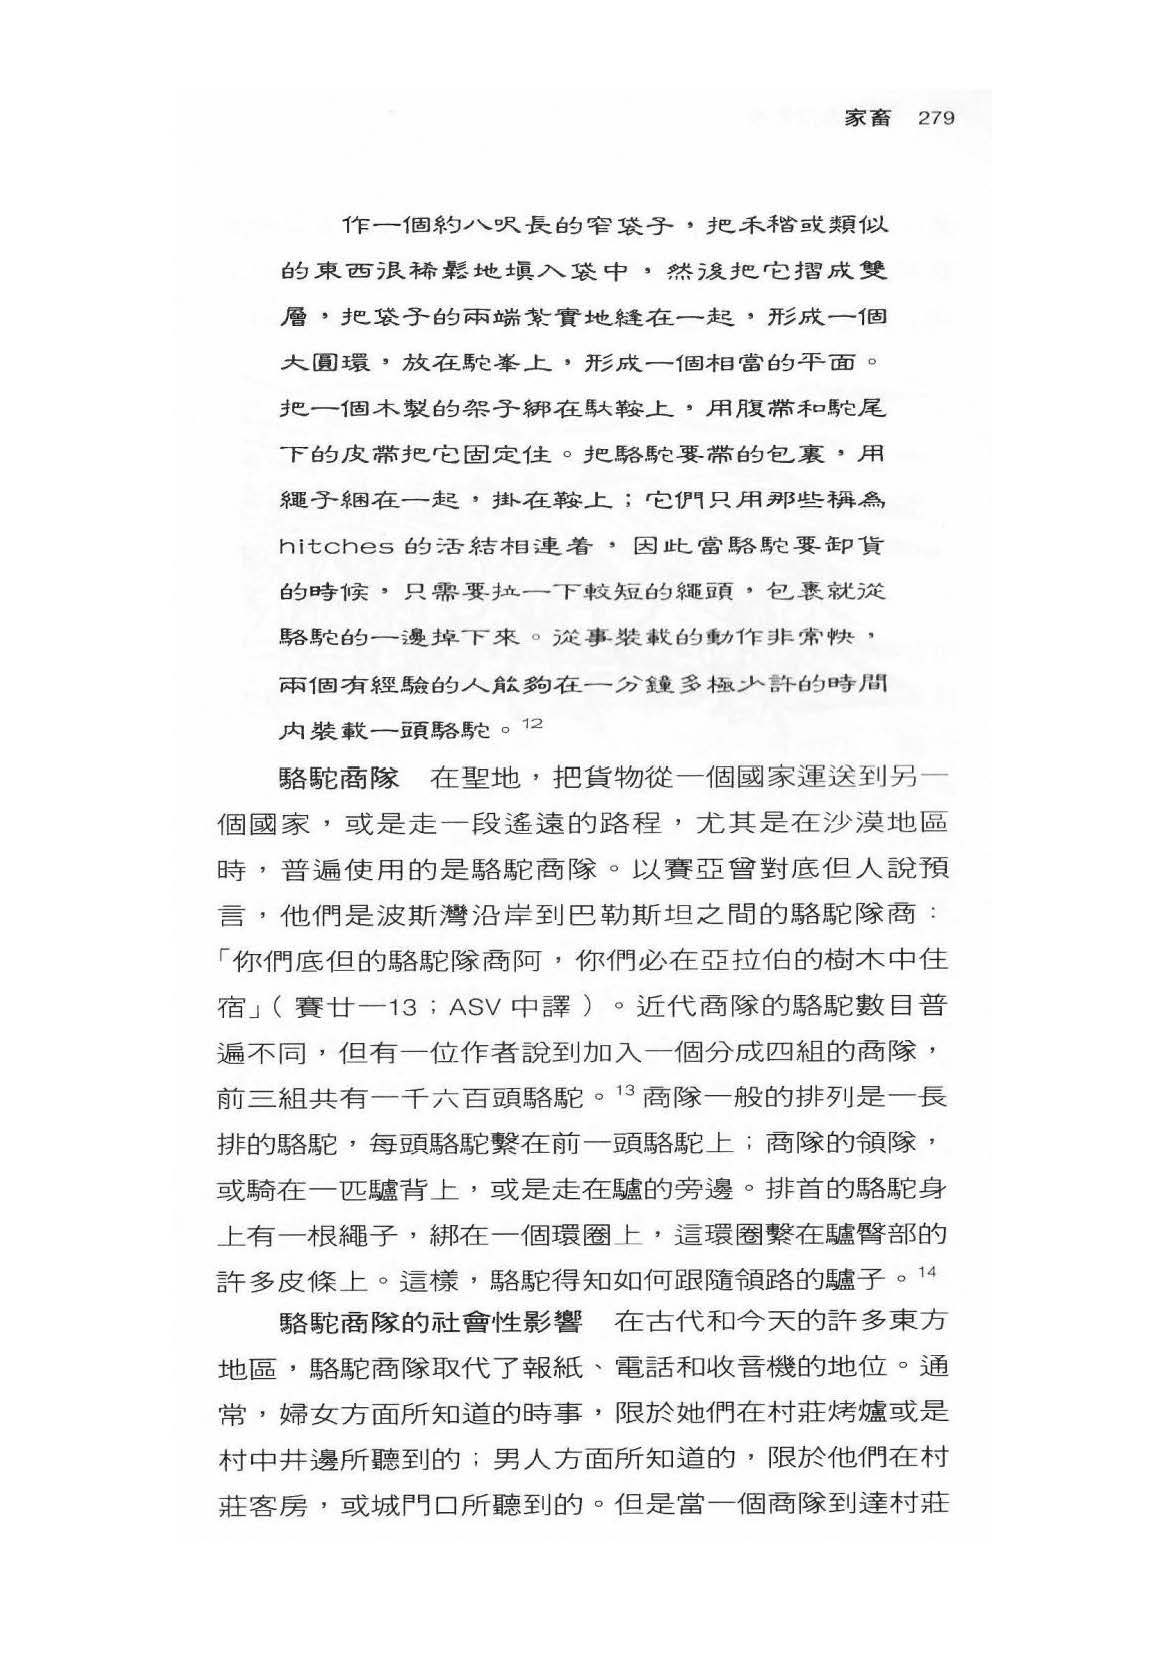 家畜 279
作一個約八呎長的窄袋子，把禾稭或類似
的東西很稀鬆地塡入袋中，然後把它摺成雙
層，把袋子的兩端紮實地縫在一起，形成一個
大圓環，放在駝峯上，形成一個相當的平面。
把一個木製的架子綁在馱鞍上，用腹帶和駝尾
下的皮帶把它固定住。把駱駝要帶的包裹，用
繩子綑在一起，掛在鞍上；它們只用那些稱爲
hitches 的活結相連着，因此當駱駝要卸貨
的時候，只需要拉一下較短的繩頭，包裹就從
駱駝的一邊掉下來。從事裝載的動作非常快，
兩個有經驗的人能夠在一分鐘多極少許的時間
內裝載一頭駱駝。12
駱駝商隊　在聖地，把貨物從一個國家運送到另一
個國家，或是走一段遙遠的路程，尤其是在沙漠地區
時，普遍使用的是駱駝商隊。以賽亞曾對底但人說預
言，他們是波斯灣沿岸到巴勒斯坦之間的駱駝隊商：
「你們底但的駱駝隊商阿，你們必在亞拉伯的樹木中住
宿」（賽廿一13；ASV 中譯）。近代商隊的駱駝數目普
遍不同，但有一位作者說到加入一個分成四組的商隊，
前三組共有一千六百頭駱駝。13 商隊一般的排列是一長
排的駱駝，每頭駱駝繫在前一頭駱駝上；商隊的領隊，
或騎在一匹驢背上，或是走在驢的旁邊。排首的駱駝身
上有一根繩子，綁在一個環圈上，這環圈繫在驢臀部的
許多皮條上。這樣，駱駝得知如何跟隨領路的驢子。14
駱駝商隊的社會性影響　在古代和今天的許多東方
地區，駱駝商隊取代了報紙、電話和收音機的地位。通
常，婦女方面所知道的時事，限於她們在村莊烤爐或是
村中井邊所聽到的；男人方面所知道的，限於他們在村
莊客房，或城門口所聽到的。但是當一個商隊到達村莊